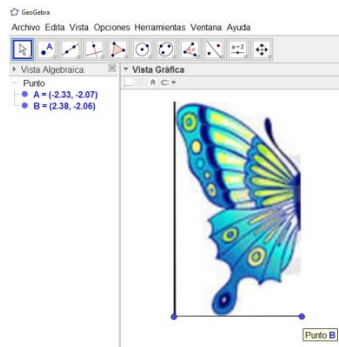 GeoGebra
Archivo Edita Vista Opciones Herramientas Ventana Ayuda
A
a=2
Vista Algebraica
Vista Gráfica
Punto
A = (-2.33, -2.07)
B = (2.38, -2.06)
Punto B